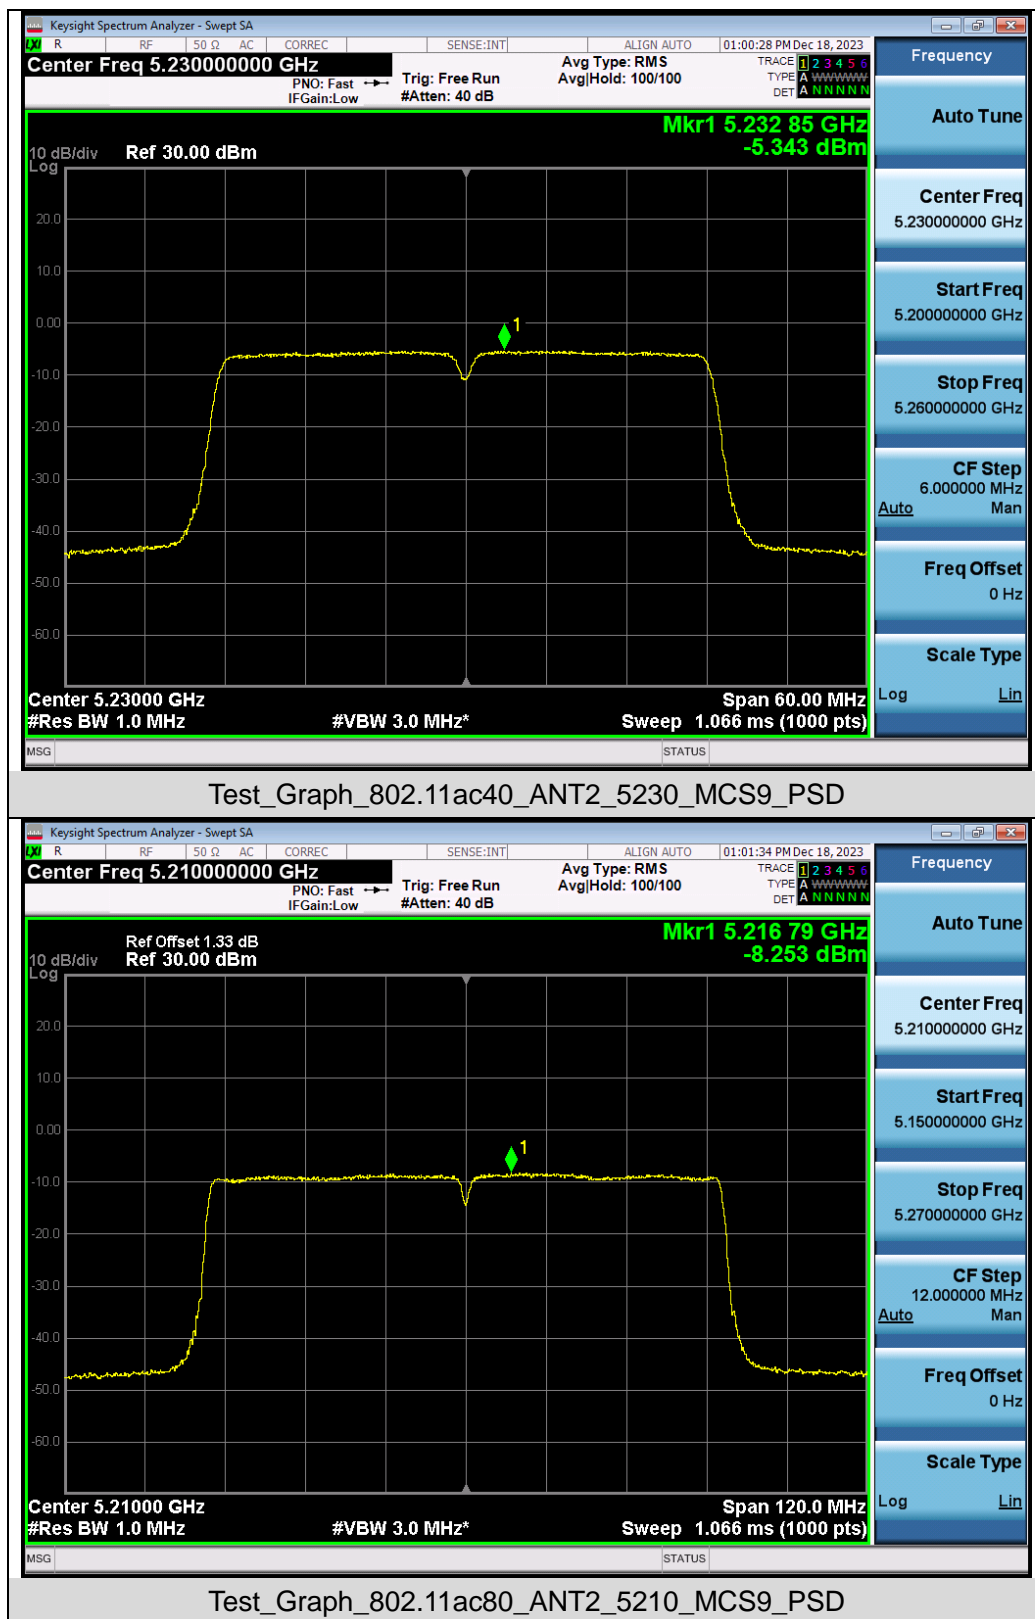 Keysight Spectrum Analyzer - Swept SA
LXI R RF 50 Ω AC CORREC SENSE:INT ALIGN AUTO 01:00:28 PM Dec 18, 2023
Center Freq 5.230000000 GHz
PNO: Fast
IFGain:Low
Trig: Free Run
#Atten: 40 dB
Avg Type: RMS
Avg|Hold: 100/100
TRACE 1 2 3 4 5 6
TYPE A WWWWW
DET A N N N N N
Frequency
Mkr1 5.232 85 GHz
-5.343 dBm
10 dB/div Ref 30.00 dBm
Log
20.0
10.0
0.00
-10.0
-20.0
-30.0
-40.0
-50.0
-60.0
1
Center 5.23000 GHz Span 60.00 MHz
#Res BW 1.0 MHz #VBW 3.0 MHz* Sweep 1.066 ms (1000 pts)
Auto Tune
Center Freq
5.230000000 GHz
Start Freq
5.200000000 GHz
Stop Freq
5.260000000 GHz
CF Step
6.000000 MHz
Auto Man
Freq Offset
0 Hz
Scale Type
Log Lin
MSG STATUS
Test_Graph_802.11ac40_ANT2_5230_MCS9_PSD
Keysight Spectrum Analyzer - Swept SA
LXI R RF 50 Ω AC CORREC SENSE:INT ALIGN AUTO 01:01:34 PM Dec 18, 2023
Center Freq 5.210000000 GHz
PNO: Fast
IFGain:Low
Trig: Free Run
#Atten: 40 dB
Avg Type: RMS
Avg|Hold: 100/100
TRACE 1 2 3 4 5 6
TYPE A WWWWW
DET A N N N N N
Frequency
Mkr1 5.216 79 GHz
-8.253 dBm
Ref Offset 1.33 dB
10 dB/div Ref 30.00 dBm
Log
20.0
10.0
0.00
-10.0
-20.0
-30.0
-40.0
-50.0
-60.0
1
Center 5.21000 GHz Span 120.0 MHz
#Res BW 1.0 MHz #VBW 3.0 MHz* Sweep 1.066 ms (1000 pts)
Auto Tune
Center Freq
5.210000000 GHz
Start Freq
5.150000000 GHz
Stop Freq
5.270000000 GHz
CF Step
12.000000 MHz
Auto Man
Freq Offset
0 Hz
Scale Type
Log Lin
MSG STATUS
Test_Graph_802.11ac80_ANT2_5210_MCS9_PSD